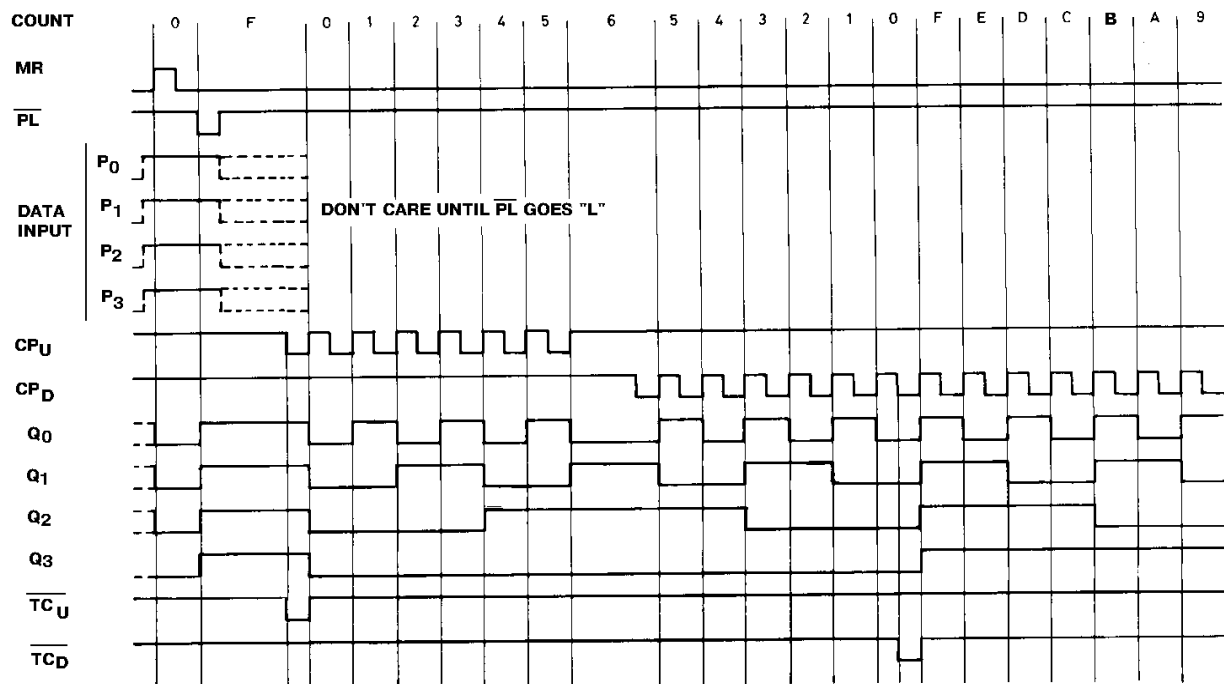 COUNT 0 F 0 1 2 3 4 5 6 5 4 3 2 1 0 F E D C B A 9
MR
PL
DATA INPUT
P0
P1
DON'T CARE UNTIL PL GOES "L"
P2
P3
CPU
CPD
Q0
Q1
Q2
Q3
TCU
TCD